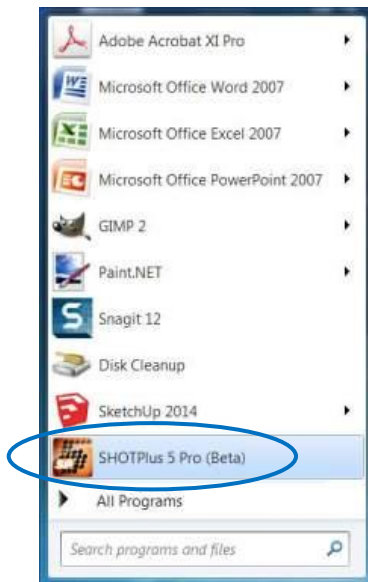 Adobe Acrobat XI Pro
Microsoft Office Word 2007
Microsoft Office Excel 2007
Microsoft Office PowerPoint 2007
GIMP 2
Paint.NET
Snagit 12
Disk Cleanup
SketchUp 2014
SHOTPlus 5 Pro (Beta)
All Programs
Search programs and files